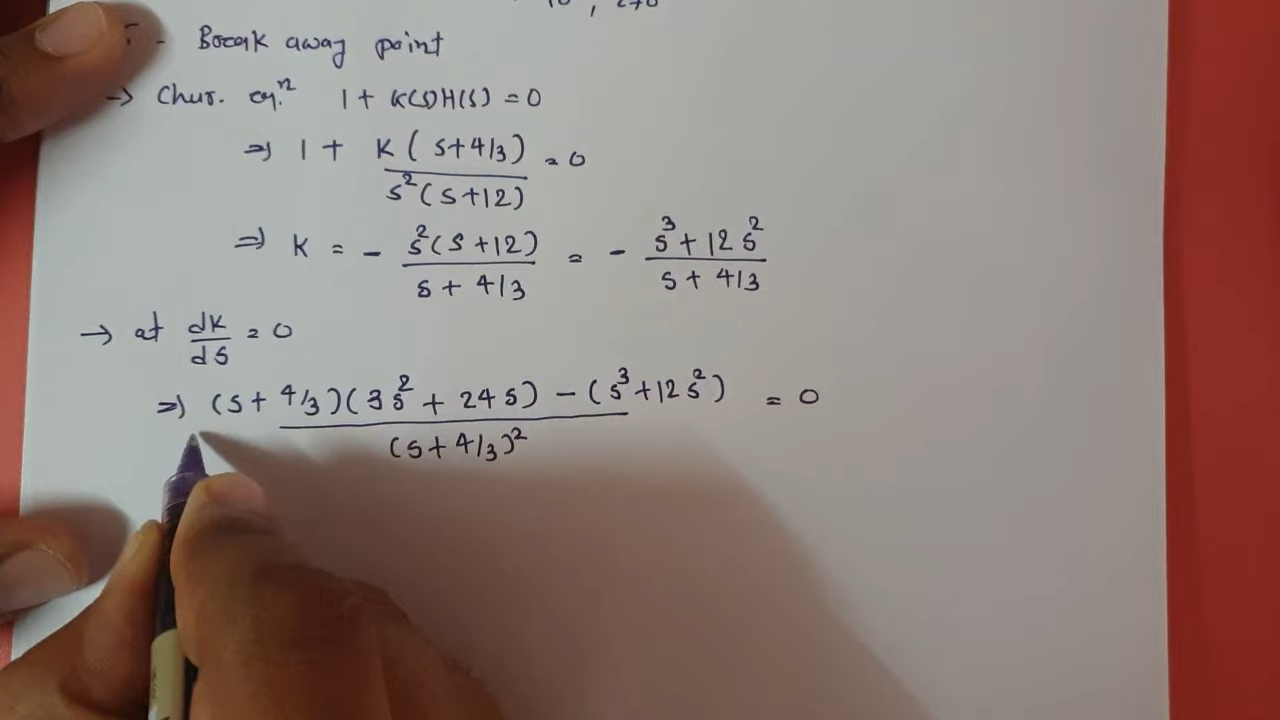 - Break away point
→ Char. eqⁿ 1 + K(s)H(s) = 0
⇒ 1 + K(s+4/3) / s²(s+12) = 0
⇒ K = - s²(s+12) / s + 4/3 = - s³+12s² / s + 4/3
→ at dK/ds = 0
⇒ (s+4/3)(3s²+24s) - (s³+12s²) / (s+4/3)² = 0